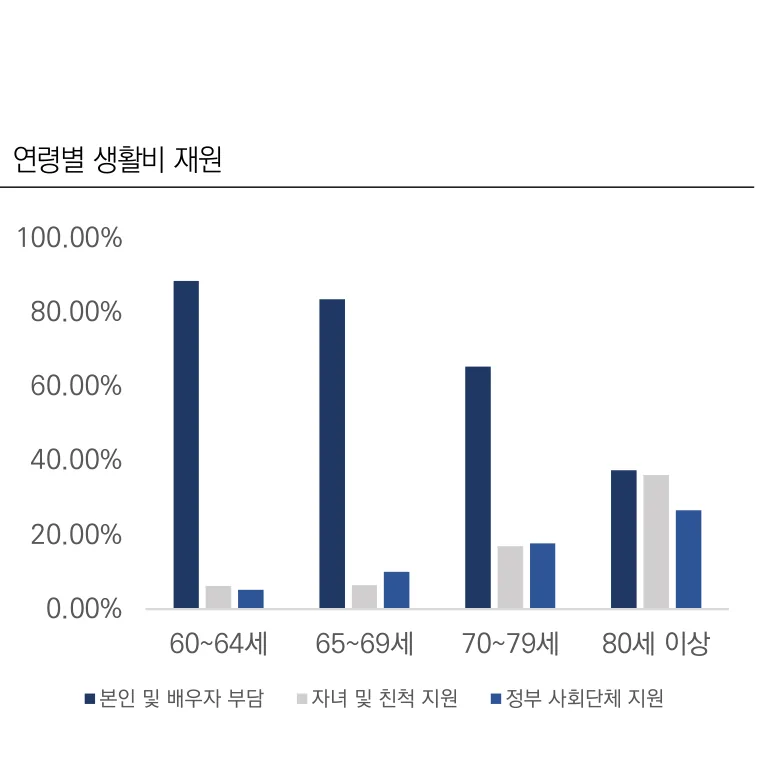 연령별 생활비 재원
100.00%
80.00%
60.00%
40.00%
20.00%
0.00%
60~64세 65~69세 70~79세 80세 이상
본인 및 배우자 부담 자녀 및 친척 지원 정부 사회단체 지원